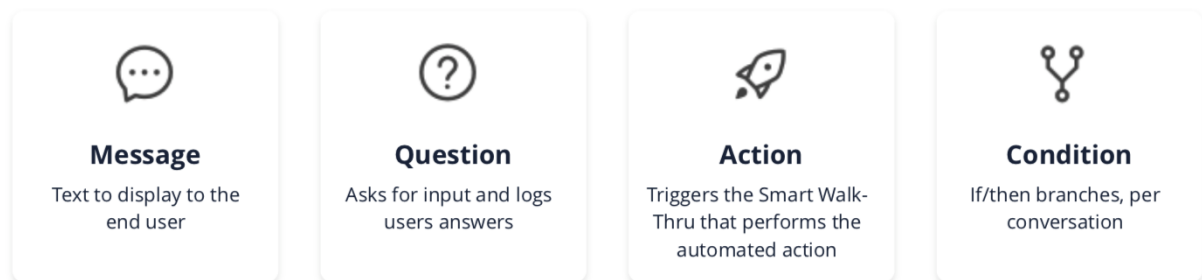 Message
Text to display to the
end user
Question
Asks for input and logs
users answers
Action
Triggers the Smart Walk-
Thru that performs the
automated action
Condition
If/then branches, per
conversation